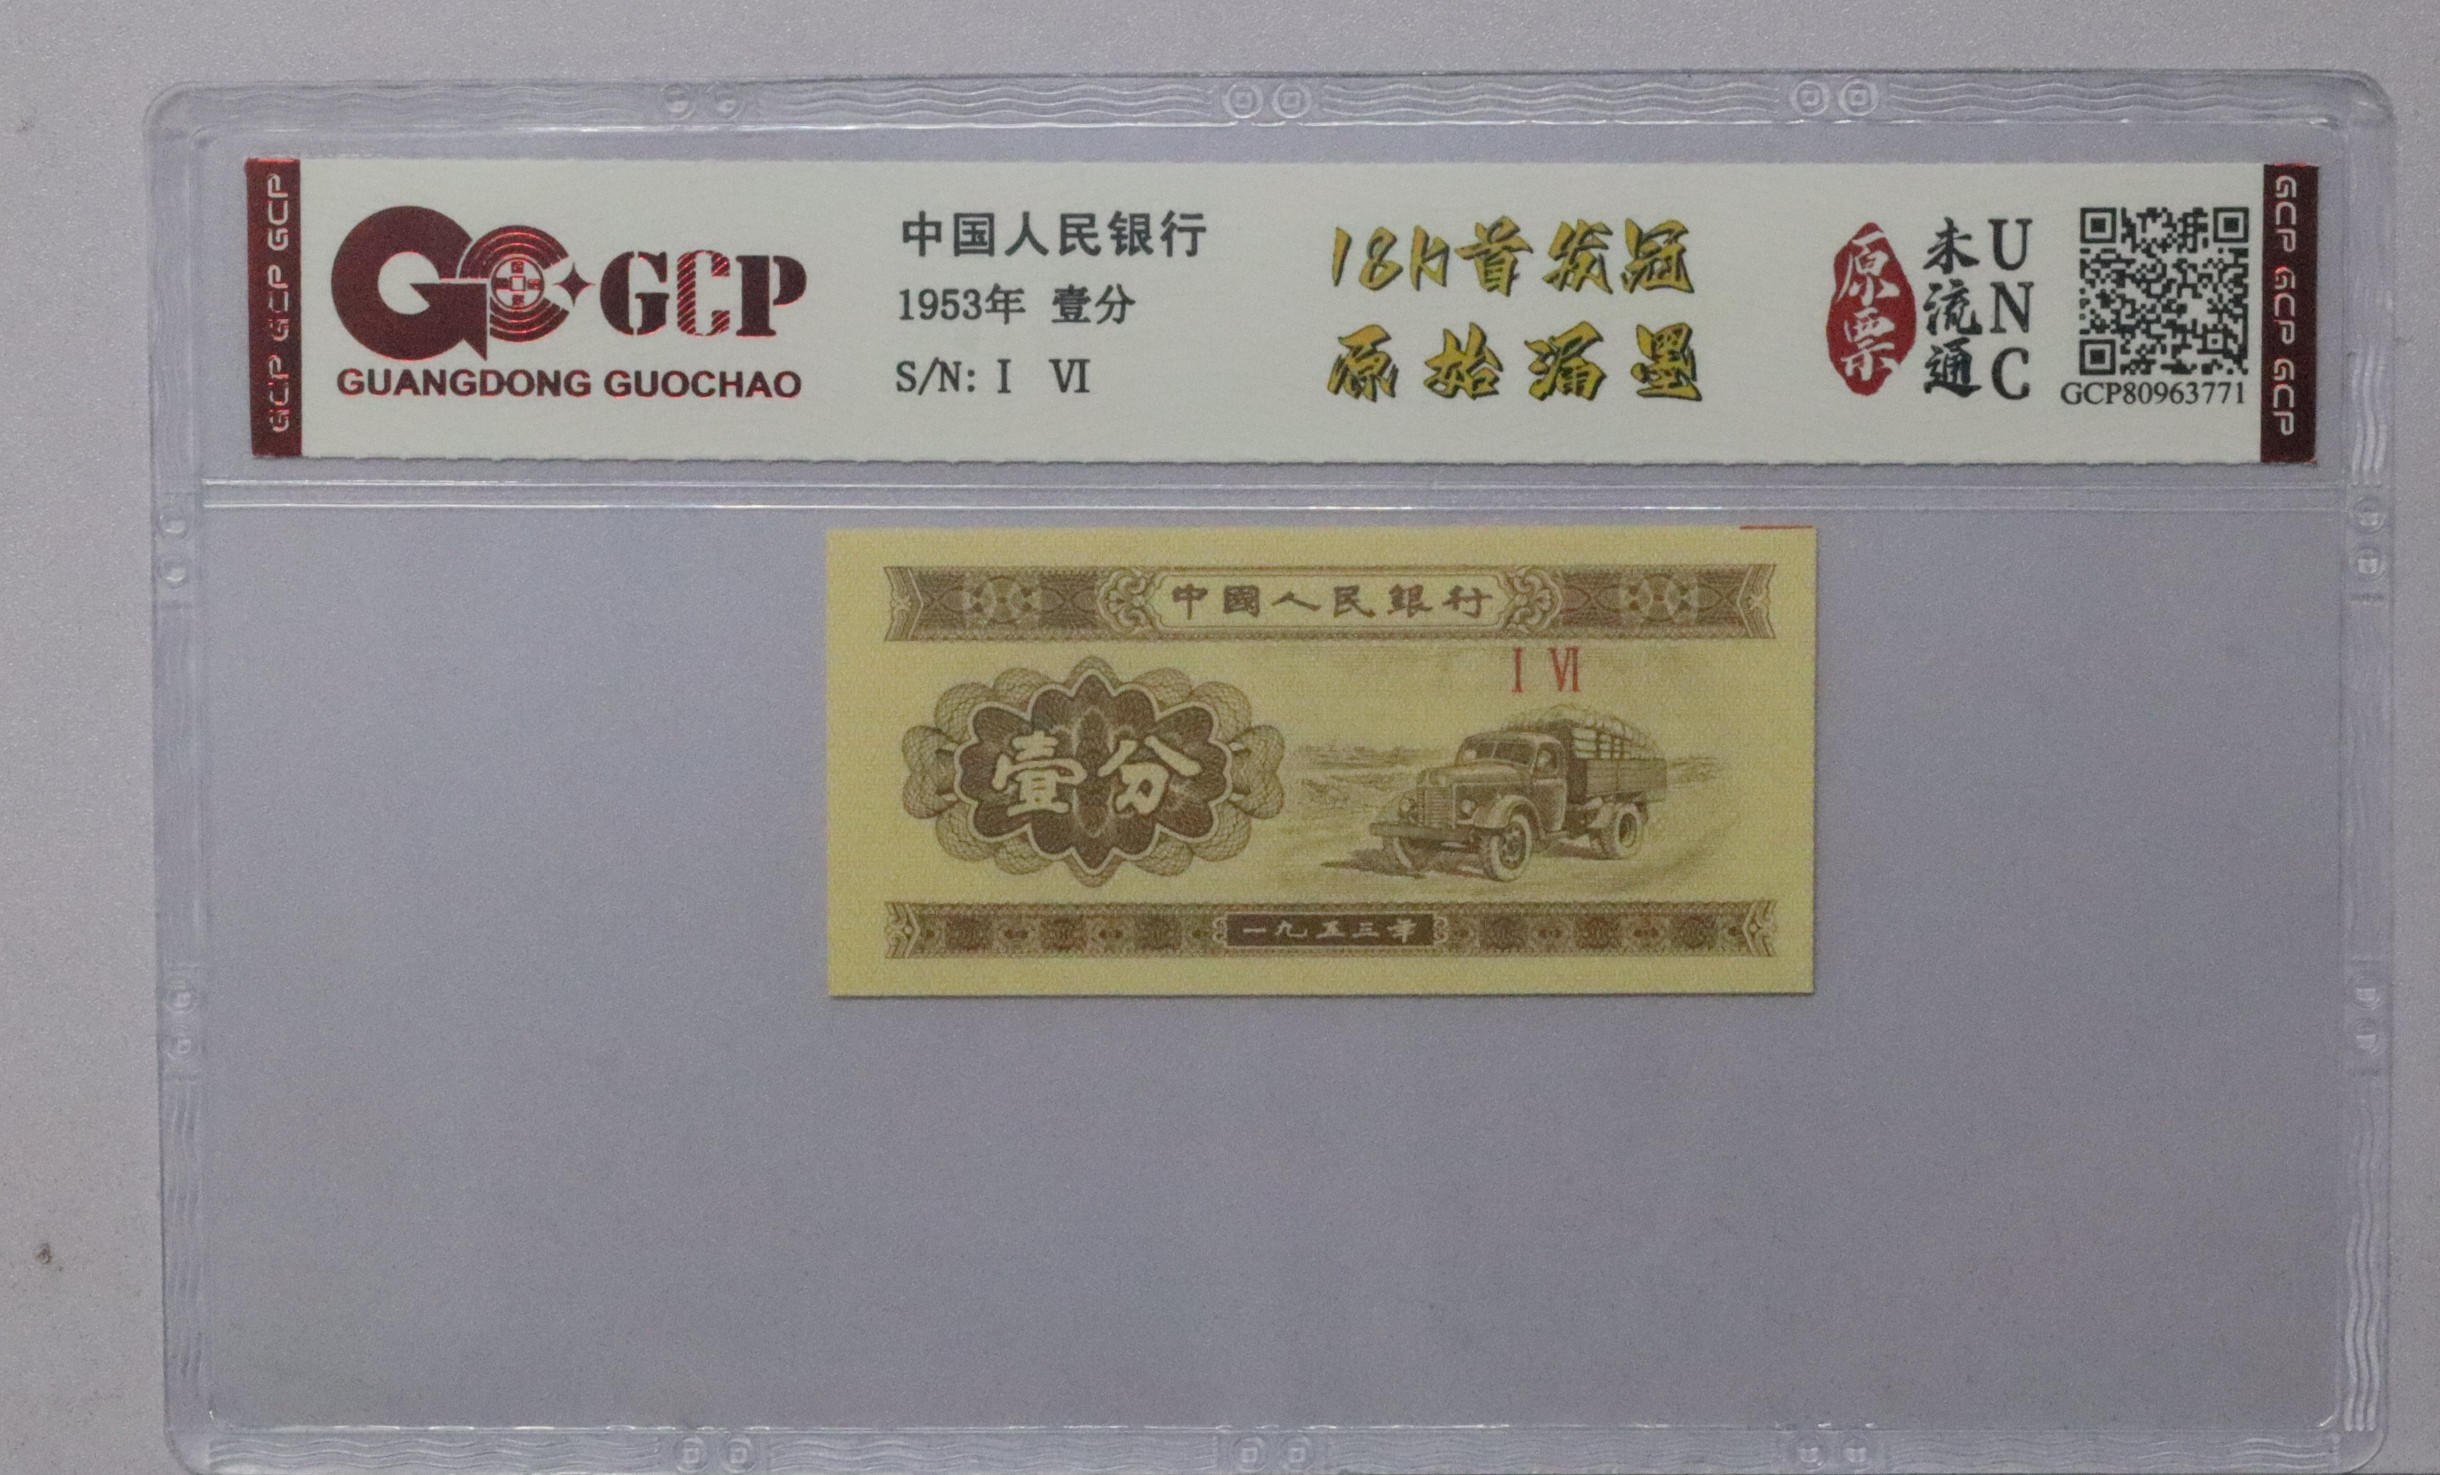 GCP GCP GCP
GCP
GUANGDONG GUOCHAO
中国人民银行
1953年 壹分
S/N: I VI
18k首发冠
原始漏墨
原票
未流通
UNC
GCP80963771
GCP GCP GCP
中國人民銀行
I VI
壹分
一九五三年